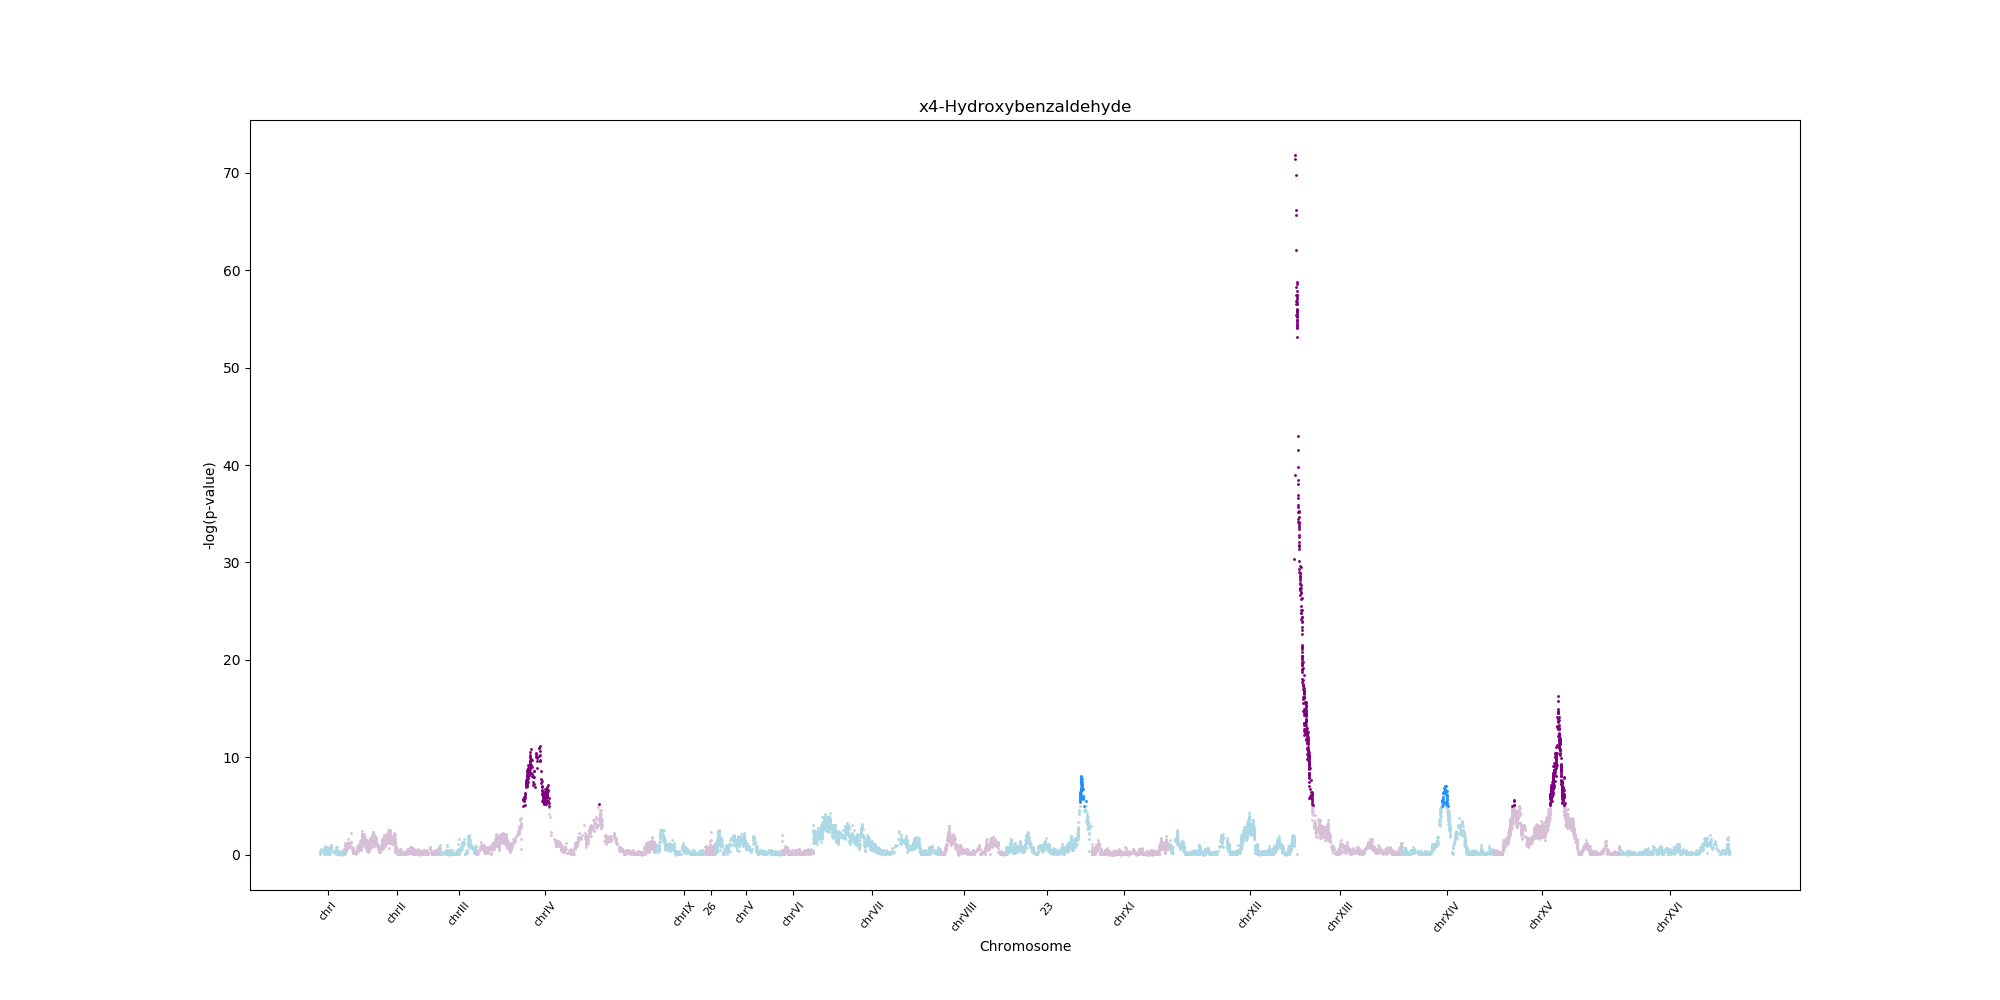 x4-Hydroxybenzaldehyde
70
60
50
40
30
20
10
0
-log(p-value)
chrI
chrII
chrIII
chrIV
chrIX
26
chrV
chrVI
chrVII
chrVIII
23
chrXI
chrXII
chrXIII
chrXIV
chrXV
chrXVI
Chromosome